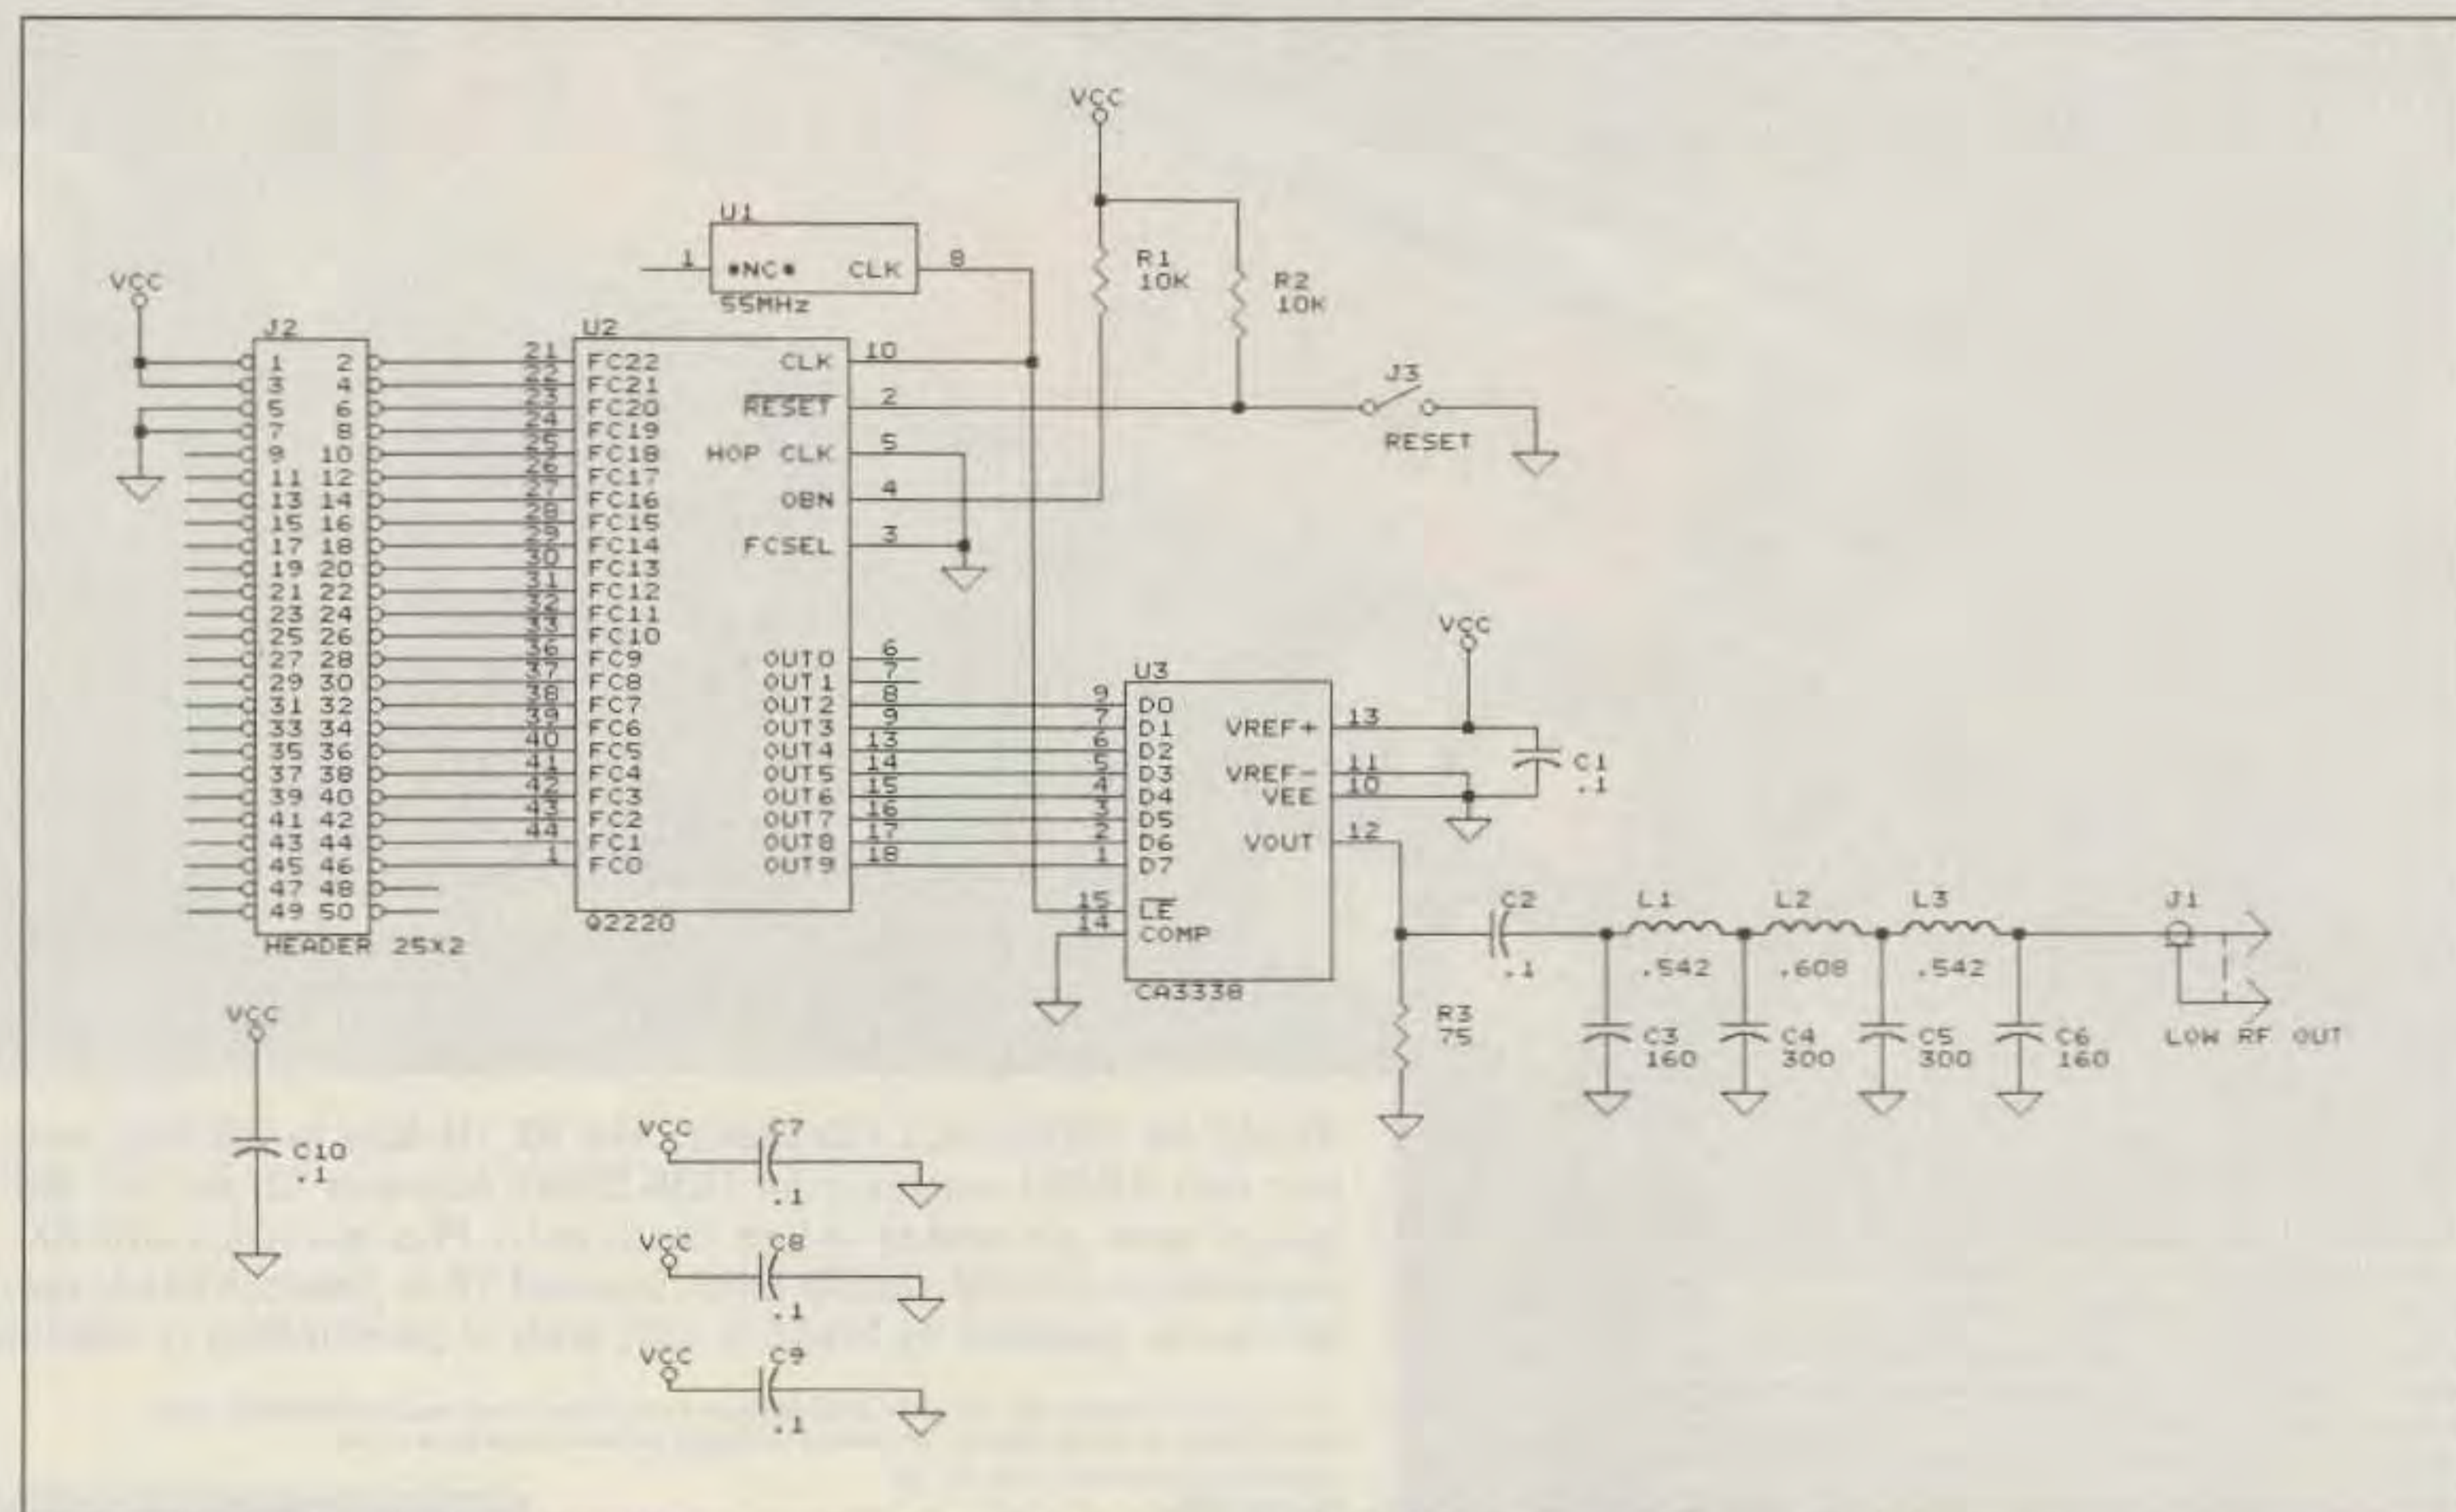 VCC
U1
1 *NC* CLK 8
55MHz
R1
10K
R2
10K
VCC
J2
1 2
3 4
5 6
7 8
9 10
11 12
13 14
15 16
17 18
19 20
21 22
23 24
25 26
27 28
29 30
31 32
33 34
35 36
37 38
39 40
41 42
43 44
45 46
47 48
49 50
HEADER 25X2
U2
21 FC22
22 FC21
23 FC20
24 FC19
25 FC18
26 FC17
27 FC16
28 FC15
29 FC14
30 FC13
31 FC12
32 FC11
33 FC10
36 FC9
37 FC8
38 FC7
39 FC6
40 FC5
41 FC4
42 FC3
43 FC2
44 FC1
1 FC0
CLK 10
RESET 2
HOP CLK 5
OBN 4
FCSEL 3
OUT0 6
OUT1 7
OUT2 8
OUT3 9
OUT4 13
OUT5 14
OUT6 15
OUT7 16
OUT8 17
OUT9 18
Q2220
J3
RESET
VCC
U3
9 D0
7 D1
6 D2
5 D3
4 D4
3 D5
2 D6
1 D7
15 LE
14 COMP
VREF+ 13
VREF- 11
VEE 10
VOUT 12
CA3338
C1
.1
C2
.1
L1
.542
L2
.608
L3
.542
J1
R3
75
C3
160
C4
300
C5
300
C6
160
LOW RF OUT
VCC
C10
.1
VCC C7
.1
VCC C8
.1
VCC C9
.1